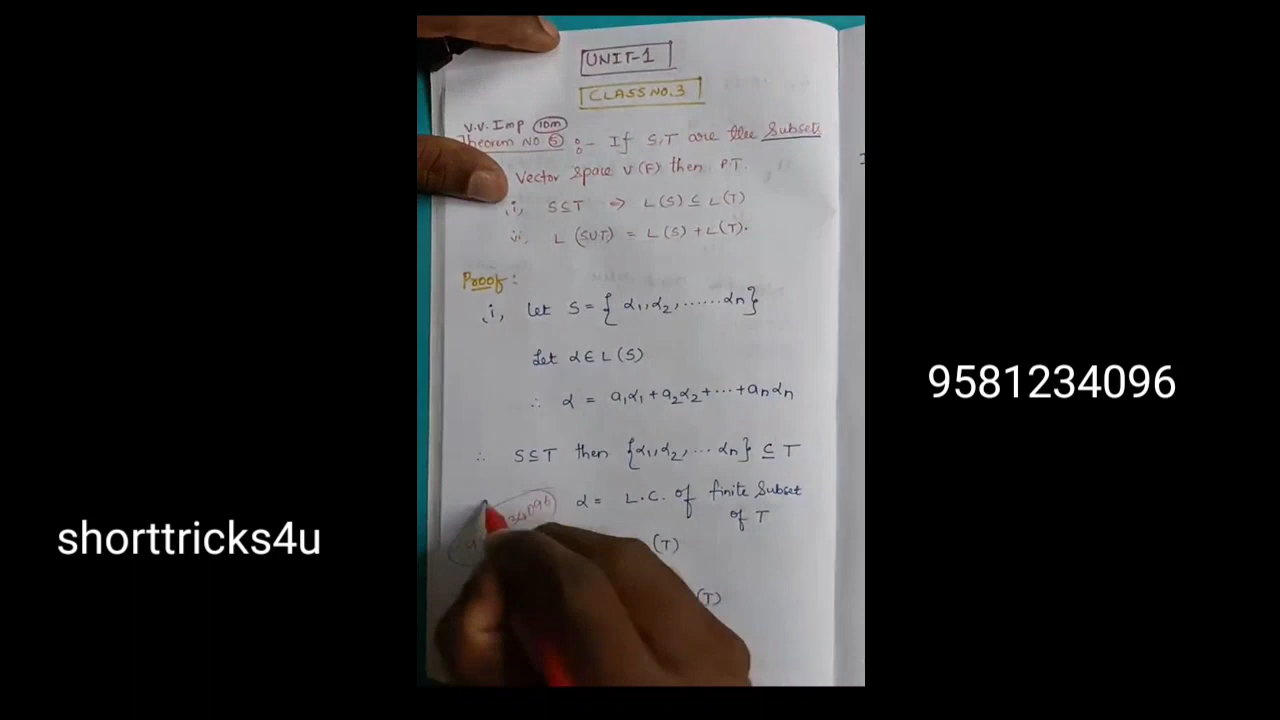 UNIT-1
CLASS NO.3
V.V. Imp 10m
Theorem NO 5 :- If S,T are the Subsets
Vector Space V(F) then P.T.
i, S⊆T ⇒ L(S) ⊆ L(T)
ii, L(SUT) = L(S) + L(T).
Proof :
i, Let S = { α1, α2, ...... αn }
Let α ∈ L(S)
∴ α = a1α1 + a2α2 + ... + anαn
∴ S⊆T then {α1, α2, ... αn} ⊆ T
α = L.C. of finite Subset
of T
(T)
(T)
9581234096
shorttricks4u